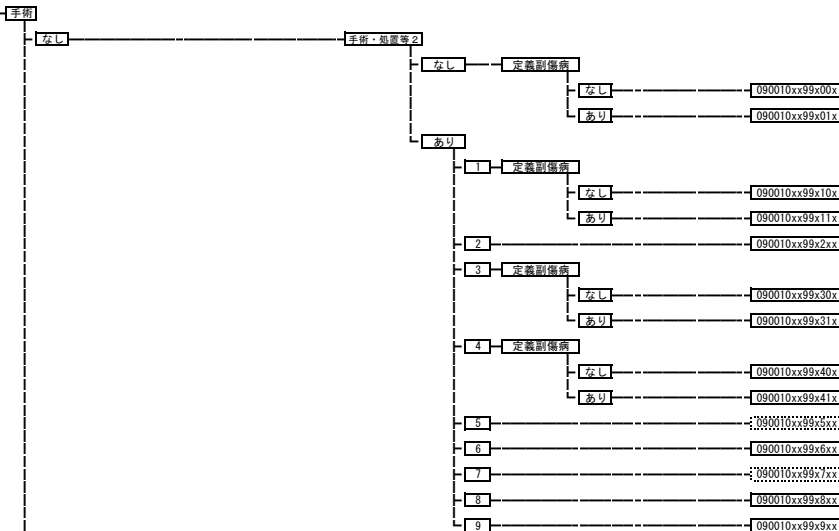 手術
なし 手術・処置等2
なし 定義副傷病
なし 090010xx99x00x
あり 090010xx99x01x
あり
1 定義副傷病
なし 090010xx99x10x
あり 090010xx99x11x
2 090010xx99x2xx
3 定義副傷病
なし 090010xx99x30x
あり 090010xx99x31x
4 定義副傷病
なし 090010xx99x40x
あり 090010xx99x41x
5 090010xx99x5xx
6 090010xx99x6xx
7 090010xx99x7xx
8 090010xx99x8xx
9 090010xx99x9xx